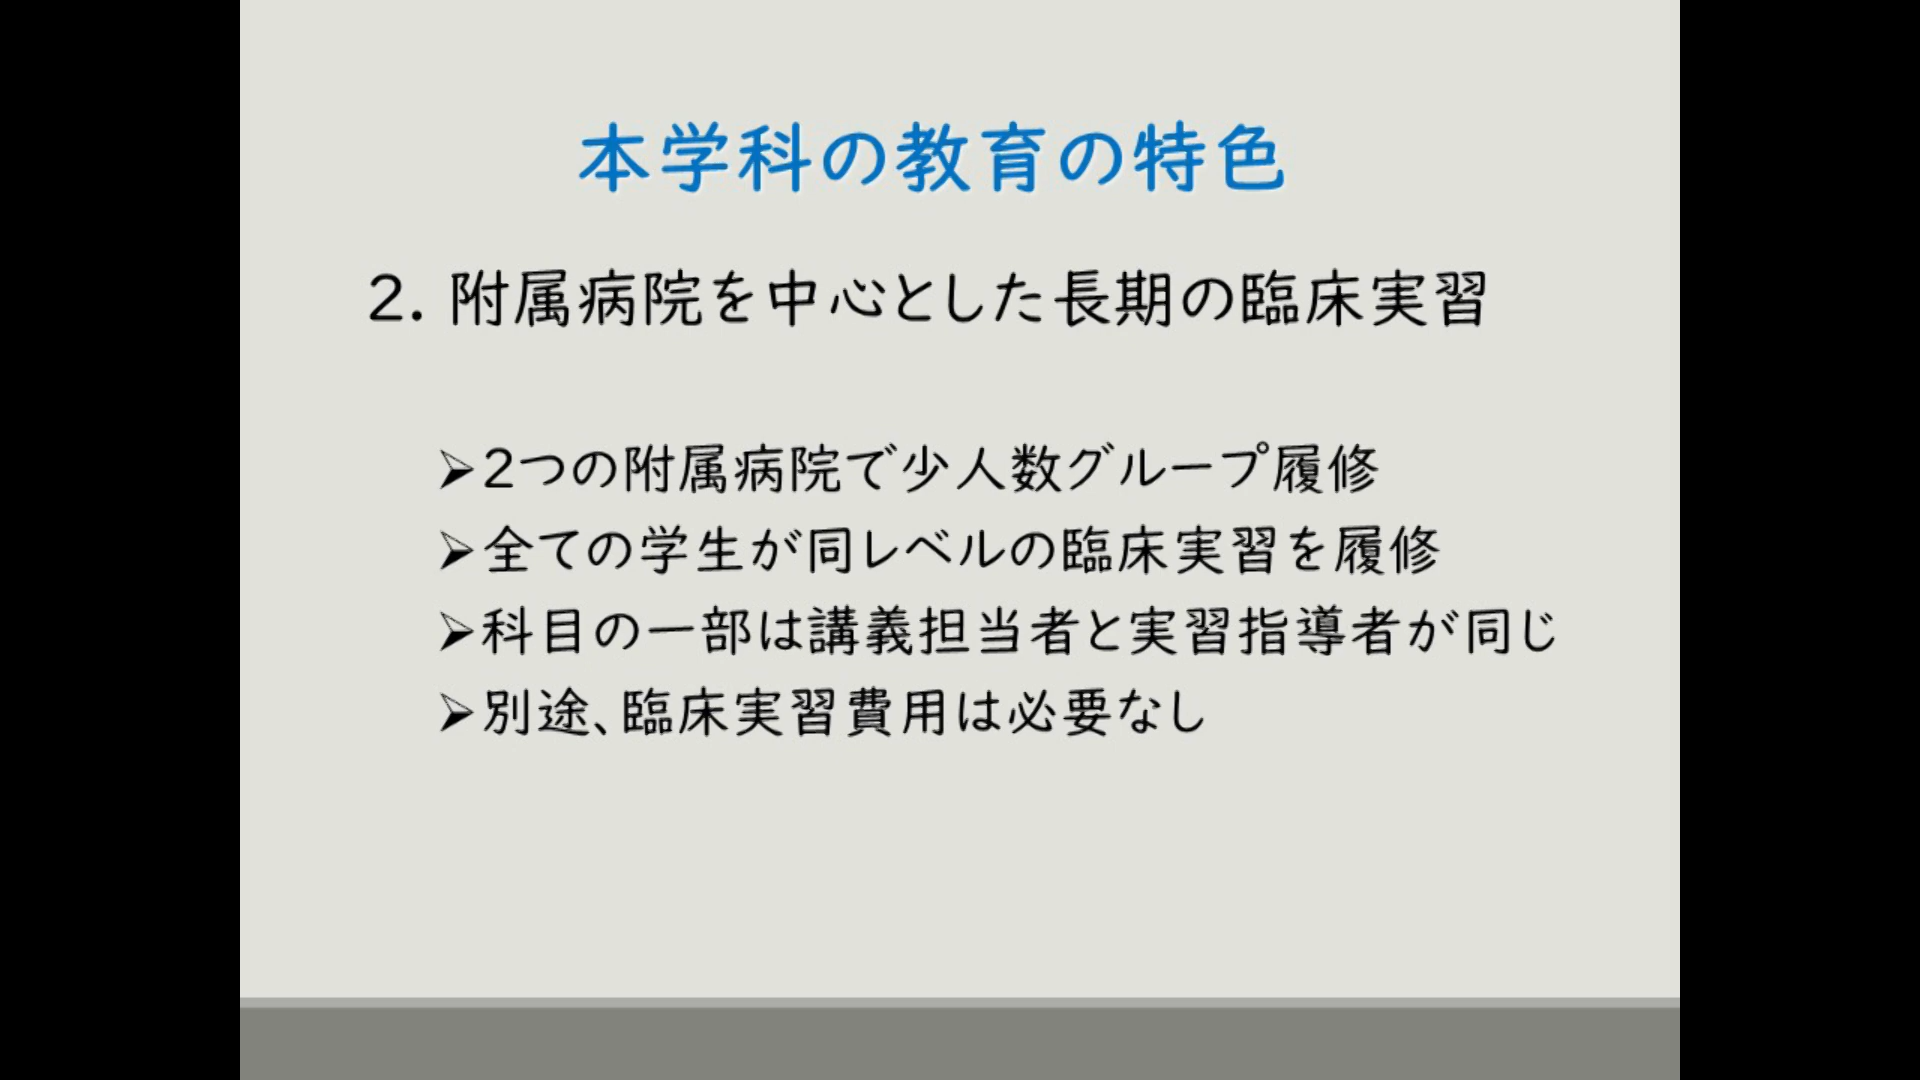 本学科の教育の特色
2. 附属病院を中心とした長期の臨床実習
➢2つの附属病院で少人数グループ履修
➢全ての学生が同レベルの臨床実習を履修
➢科目の一部は講義担当者と実習指導者が同じ
➢別途、臨床実習費用は必要なし